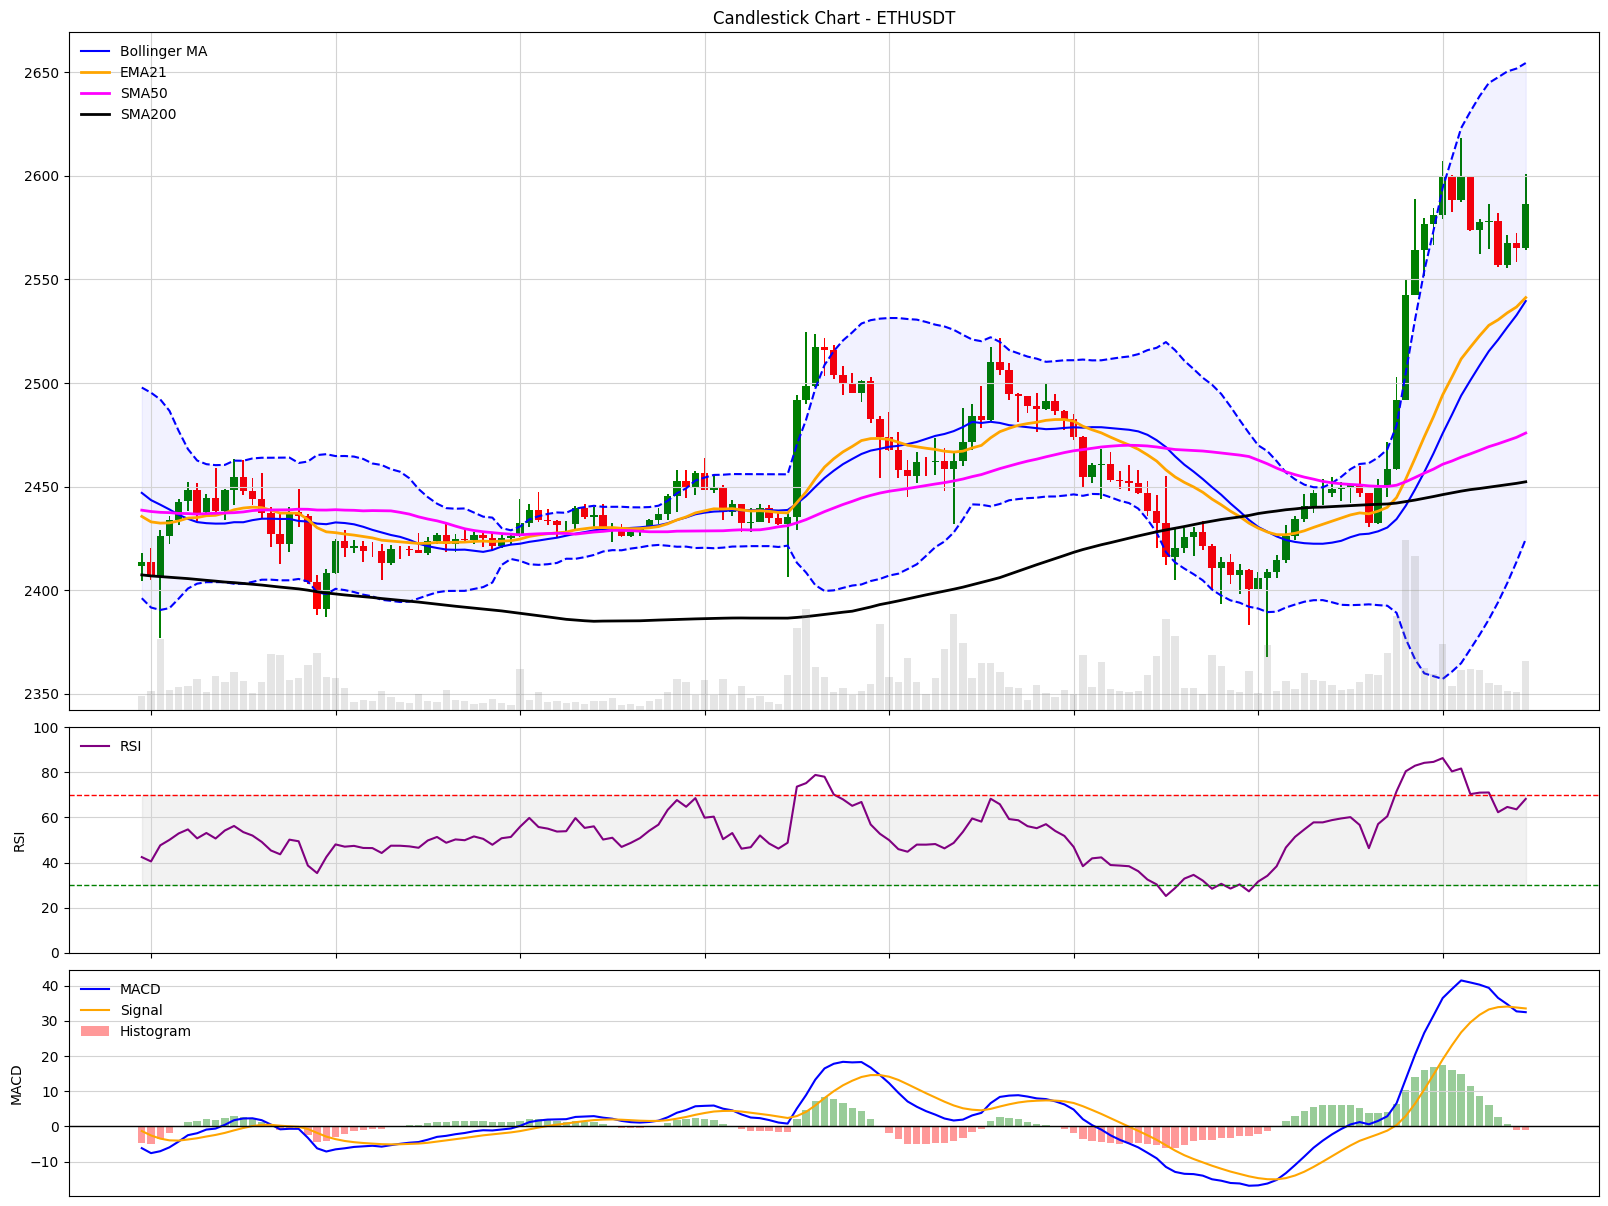 Candlestick Chart - ETHUSDT
Bollinger MA
EMA21
SMA50
SMA200
2650
2600
2550
2500
2450
2400
2350
RSI
100
80
60
40
20
0
RSI
MACD
Signal
Histogram
40
30
20
10
0
−10
MACD